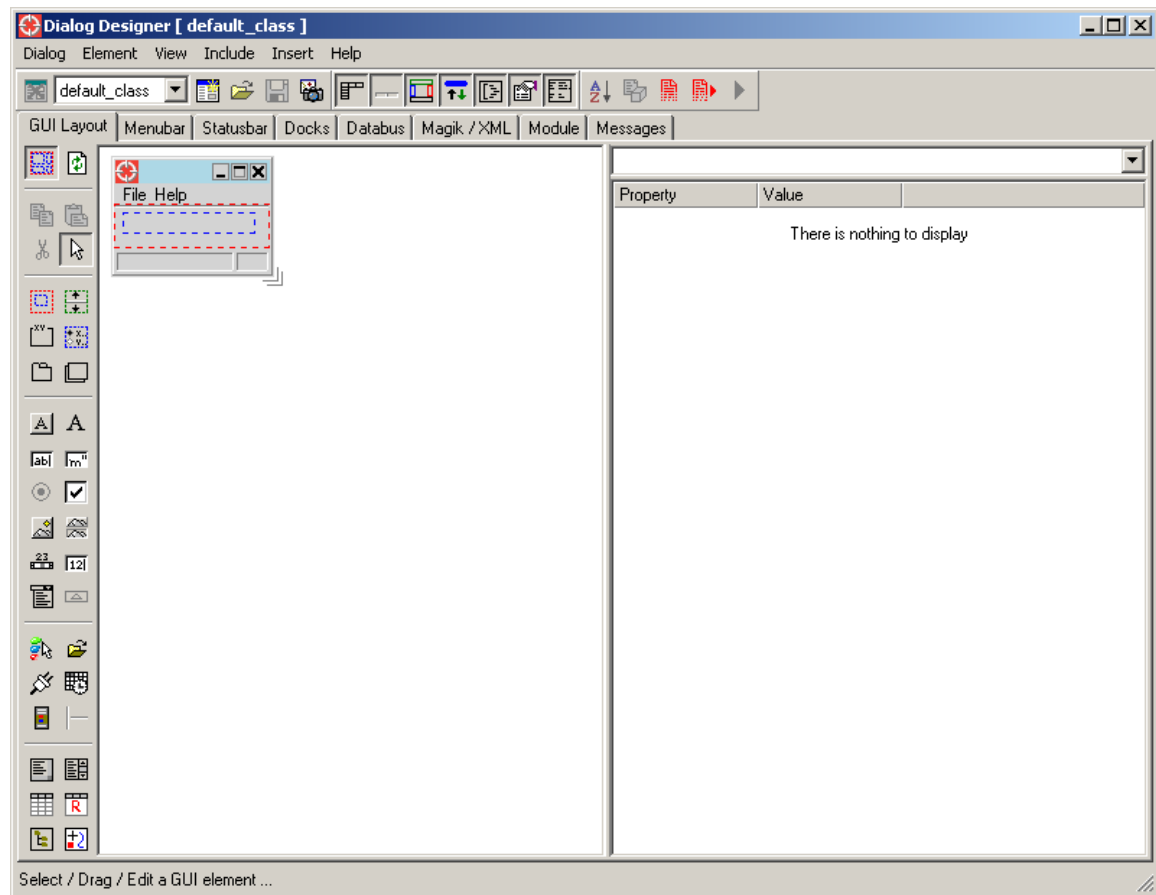 Dialog Designer [ default_class ]
Dialog Element View Include Insert Help
default_class
GUI Layout Menubar Statusbar Docks Databus Magik / XML Module Messages
File Help
Property Value
There is nothing to display
Select / Drag / Edit a GUI element ...